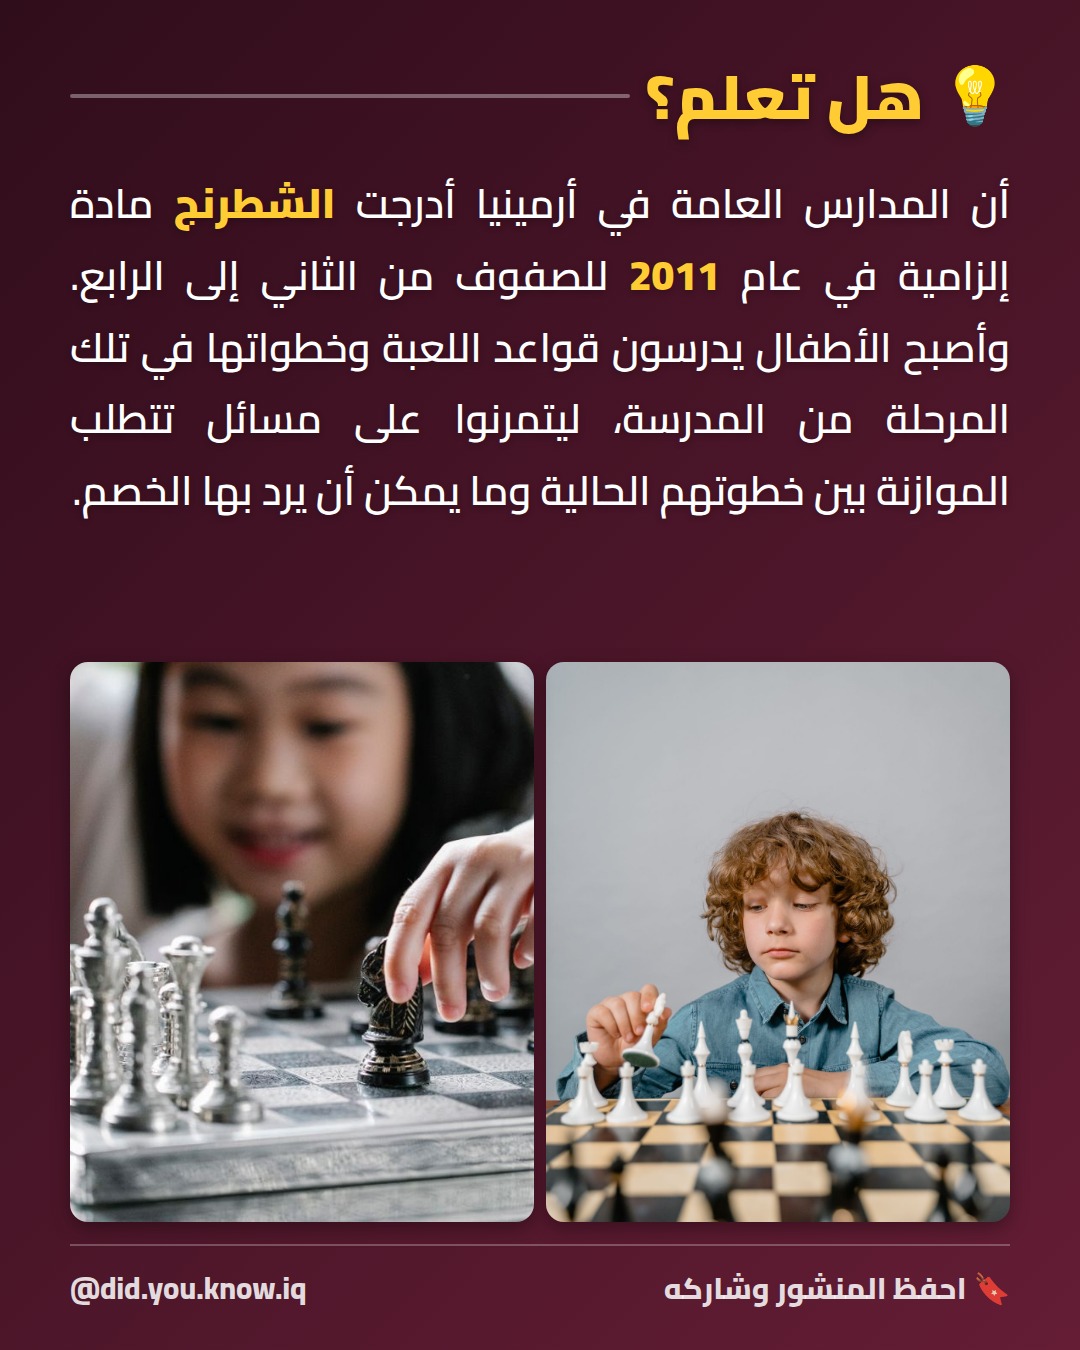 💡 هل تعلم؟
أن المدارس العامة في أرمينيا أدرجت الشطرنج مادة
إلزامية في عام 2011 للصفوف من الثاني إلى الرابع.
وأصبح الأطفال يدرسون قواعد اللعبة وخطواتها في تلك
المرحلة من المدرسة، ليتمرنوا على مسائل تتطلب
الموازنة بين خطوتهم الحالية وما يمكن أن يرد بها الخصم.
🔖 احفظ المنشور وشاركه
@did.you.know.iq